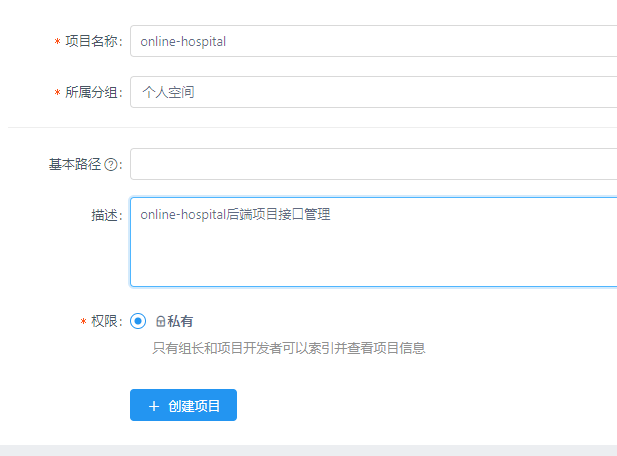 * 项目名称: online-hospital
* 所属分组: 个人空间
基本路径 ? :
描述: online-hospital后端项目接口管理
* 权限: 私有
只有组长和项目开发者可以索引并查看项目信息
+ 创建项目